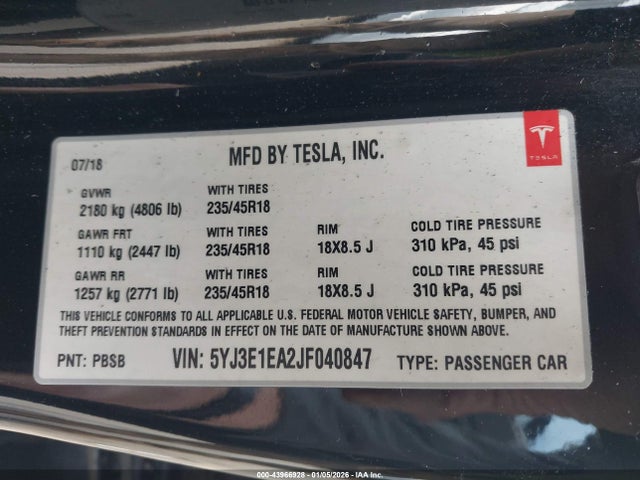 07/18 MFD BY TESLA, INC.
TESLA
GVWR WITH TIRES
2180 kg (4806 lb) 235/45R18
GAWR FRT WITH TIRES RIM COLD TIRE PRESSURE
1110 kg (2447 lb) 235/45R18 18X8.5 J 310 kPa, 45 psi
GAWR RR WITH TIRES RIM COLD TIRE PRESSURE
1257 kg (2771 lb) 235/45R18 18X8.5 J 310 kPa, 45 psi
THIS VEHICLE CONFORMS TO ALL APPLICABLE U.S. FEDERAL MOTOR VEHICLE SAFETY, BUMPER, AND
THEFT PREVENTION STANDARDS IN EFFECT ON THE DATE OF MANUFACTURE SHOWN ABOVE.
PNT: PBSB VIN: 5YJ3E1EA2JF040847 TYPE: PASSENGER CAR
000-43966928 - 01/05/2026 - IAA Inc.